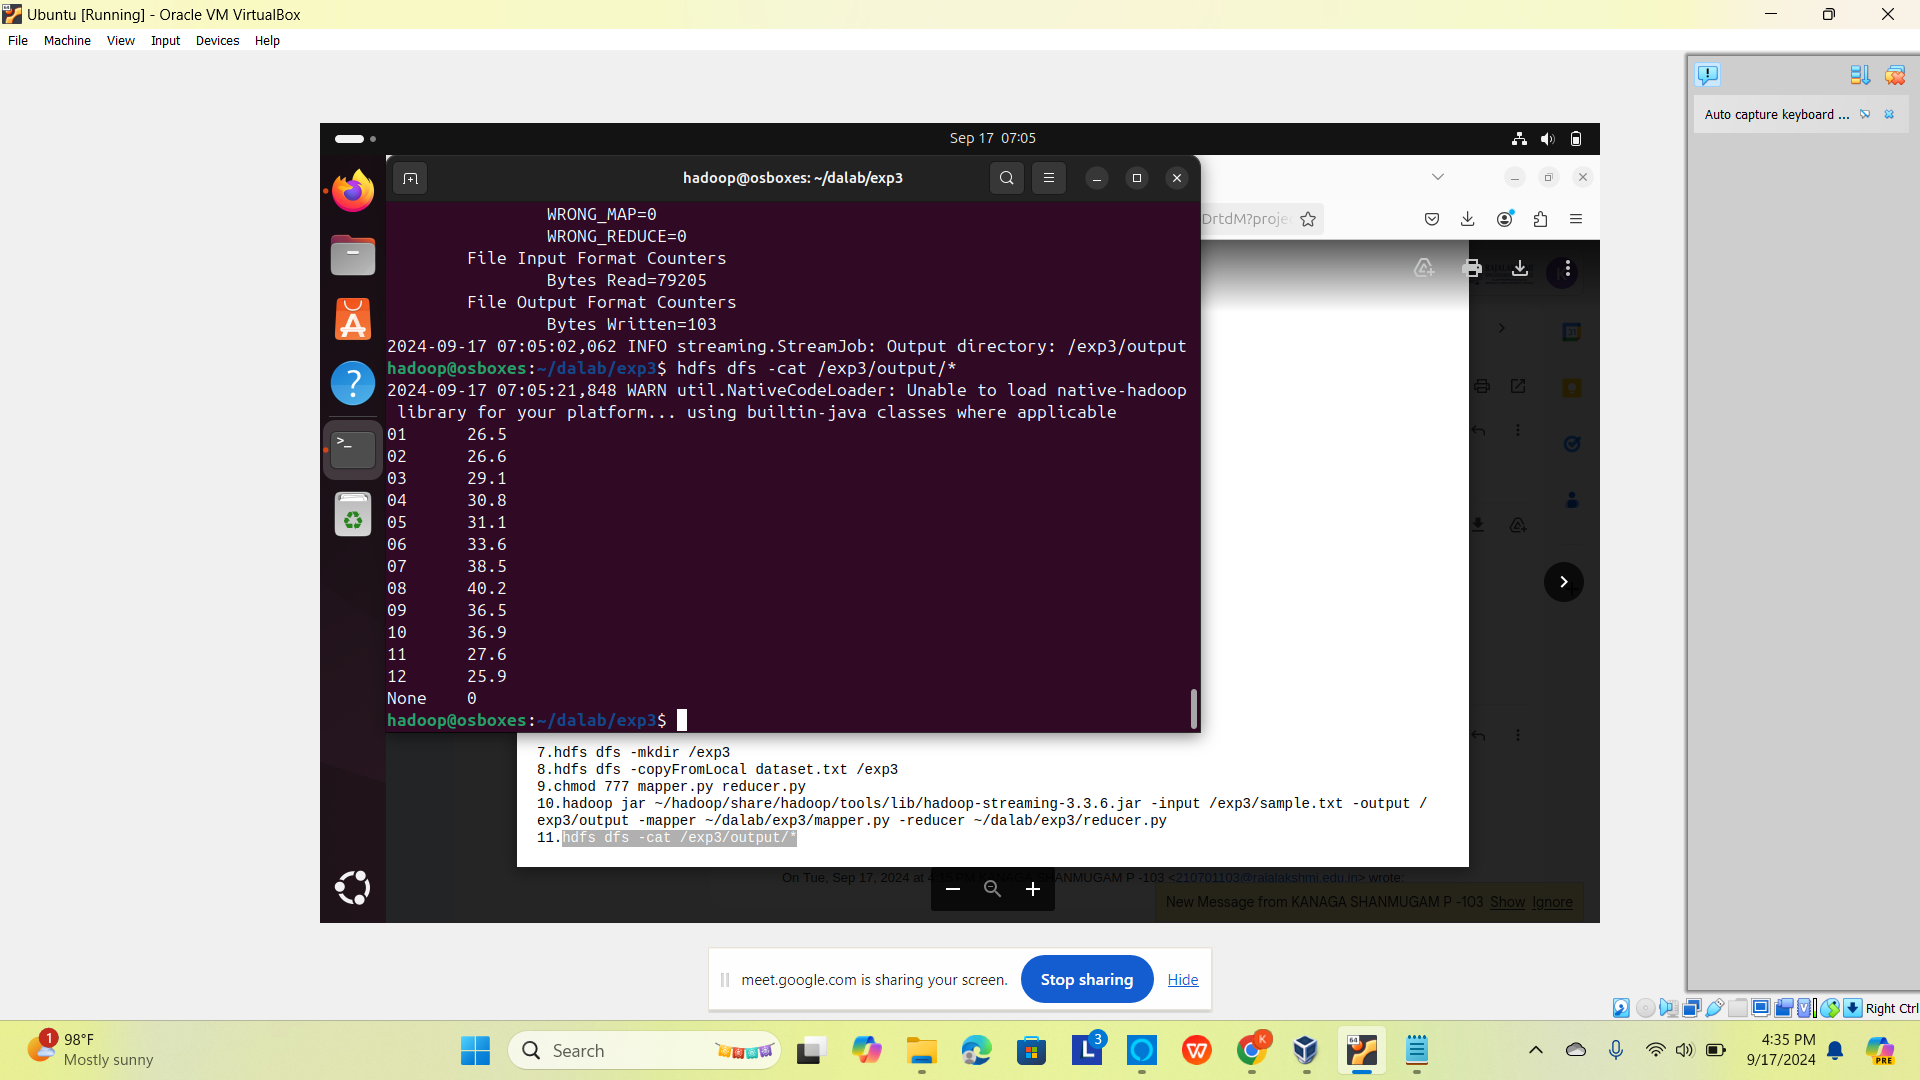 Ubuntu [Running] - Oracle VM VirtualBox
File Machine View Input Devices Help
Auto capture keyboard ...
Sep 17 07:05
hadoop@osboxes: ~/dalab/exp3
DrtdM?proje
WRONG_MAP=0
WRONG_REDUCE=0
File Input Format Counters
Bytes Read=79205
File Output Format Counters
Bytes Written=103
2024-09-17 07:05:02,062 INFO streaming.StreamJob: Output directory: /exp3/output
hadoop@osboxes:~/dalab/exp3$ hdfs dfs -cat /exp3/output/*
2024-09-17 07:05:21,848 WARN util.NativeCodeLoader: Unable to load native-hadoop
library for your platform... using builtin-java classes where applicable
01 26.5
02 26.6
03 29.1
04 30.8
05 31.1
06 33.6
07 38.5
08 40.2
09 36.5
10 36.9
11 27.6
12 25.9
None 0
hadoop@osboxes:~/dalab/exp3$
7.hdfs dfs -mkdir /exp3
8.hdfs dfs -copyFromLocal dataset.txt /exp3
9.chmod 777 mapper.py reducer.py
10.hadoop jar ~/hadoop/share/hadoop/tools/lib/hadoop-streaming-3.3.6.jar -input /exp3/sample.txt -output /
exp3/output -mapper ~/dalab/exp3/mapper.py -reducer ~/dalab/exp3/reducer.py
11.hdfs dfs -cat /exp3/output/*
On Tue, Sep 17, 2024 at SHANMUGAM P -103 <210701103@rajalakshmi.edu.in> wrote:
New Message from KANAGA SHANMUGAM P -103 Show Ignore
meet.google.com is sharing your screen. Stop sharing Hide
Right Ctrl
1
98°F
Mostly sunny
Search
3
K
64
4:35 PM
9/17/2024
PRE